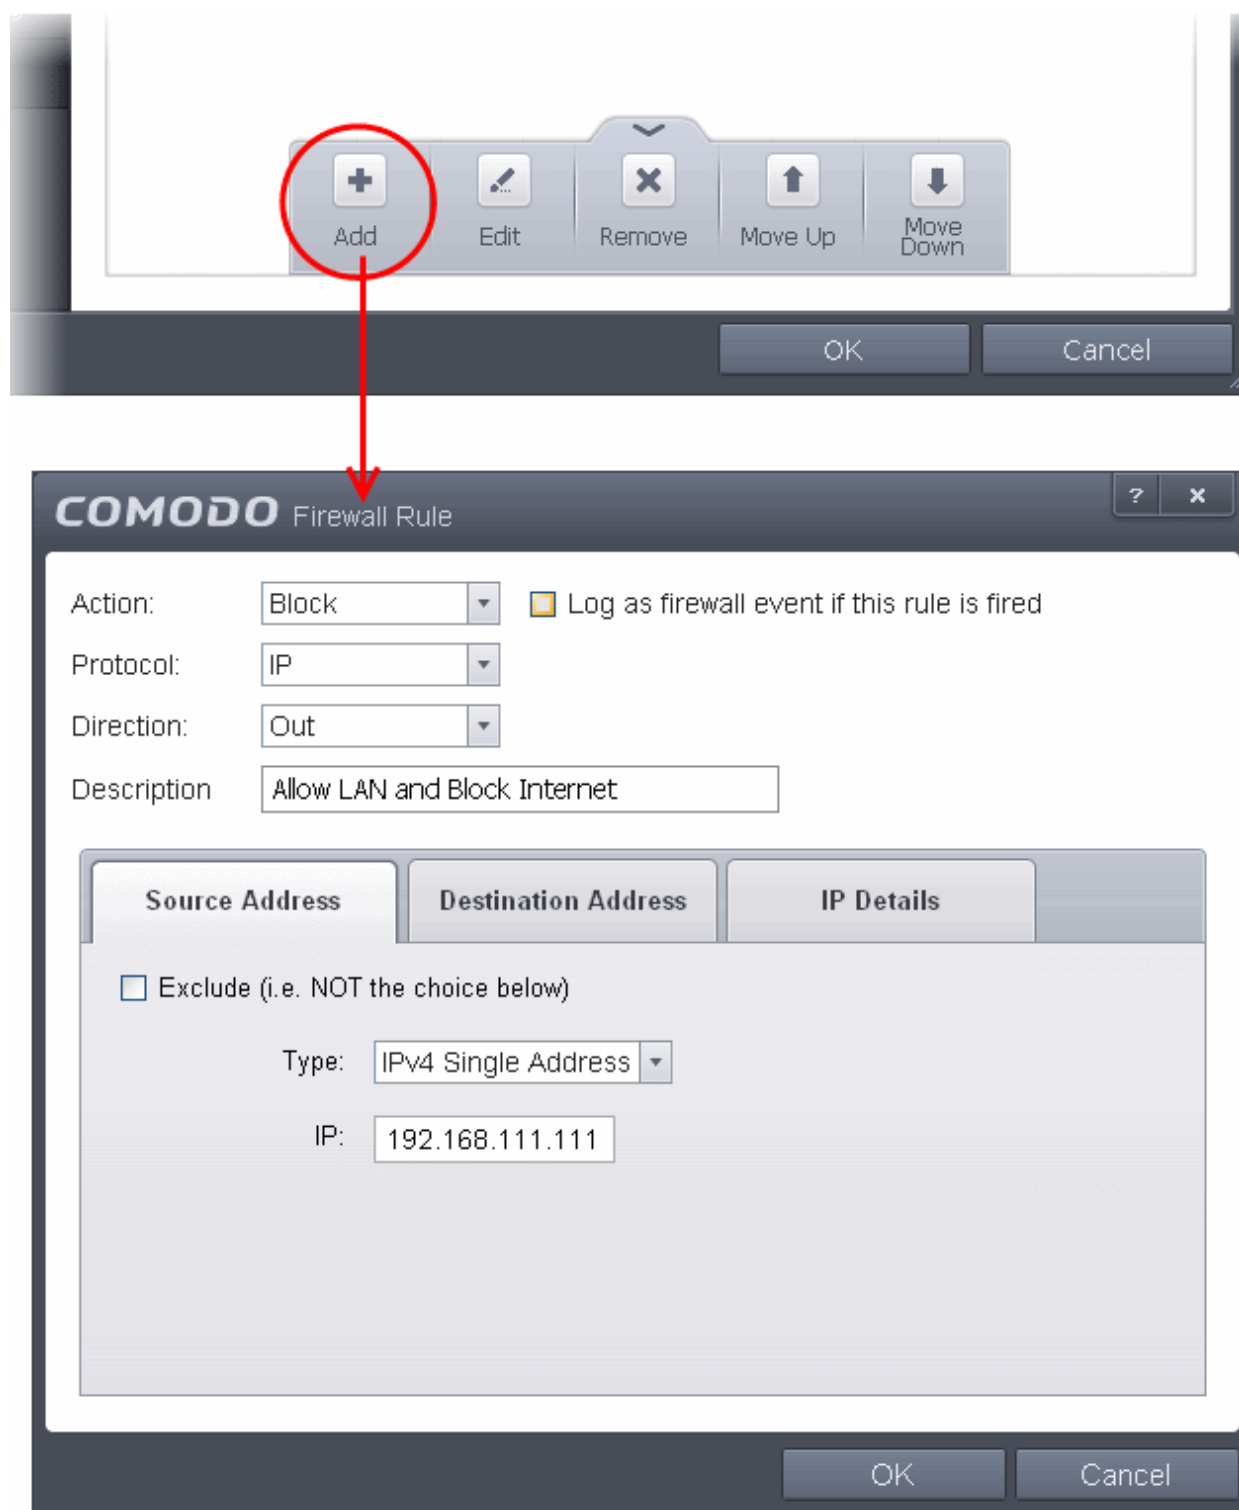 Add Edit Remove Move Up Move
Down
OK Cancel
COMODO Firewall Rule ? x
Action: Block Log as firewall event if this rule is fired
Protocol: IP
Direction: Out
Description Allow LAN and Block Internet
Source Address Destination Address IP Details
Exclude (i.e. NOT the choice below)
Type: IPv4 Single Address
IP: 192.168.111.111
OK Cancel